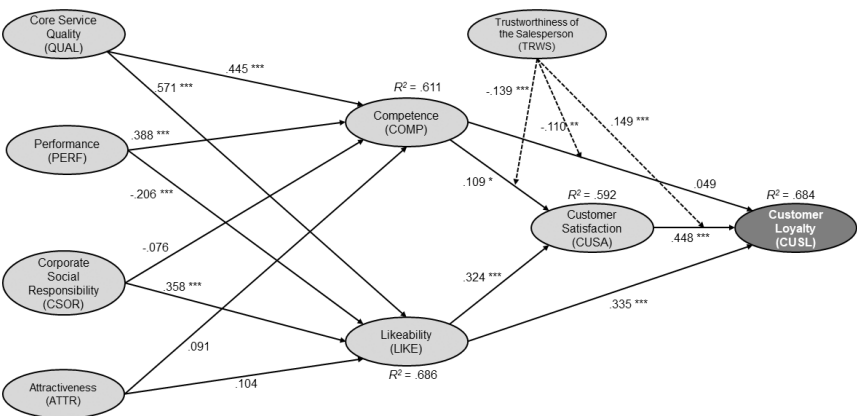 Core Service
Quality
(QUAL)
Trustworthiness of
the Salesperson
(TRWS)
.445 ***
.571 ***
R² = .611
-.139 ***
Competence
(COMP)
.149 ***
-.110 **
Performance
(PERF)
.388 ***
-.206 ***
.109 *
.049
R² = .592
R² = .684
Customer
Satisfaction
(CUSA)
Customer
Loyalty
(CUSL)
.448 ***
-.076
Corporate
Social
Responsibility
(CSOR)
.358 ***
.324 ***
.335 ***
Likeability
(LIKE)
.091
R² = .686
Attractiveness
(ATTR)
.104